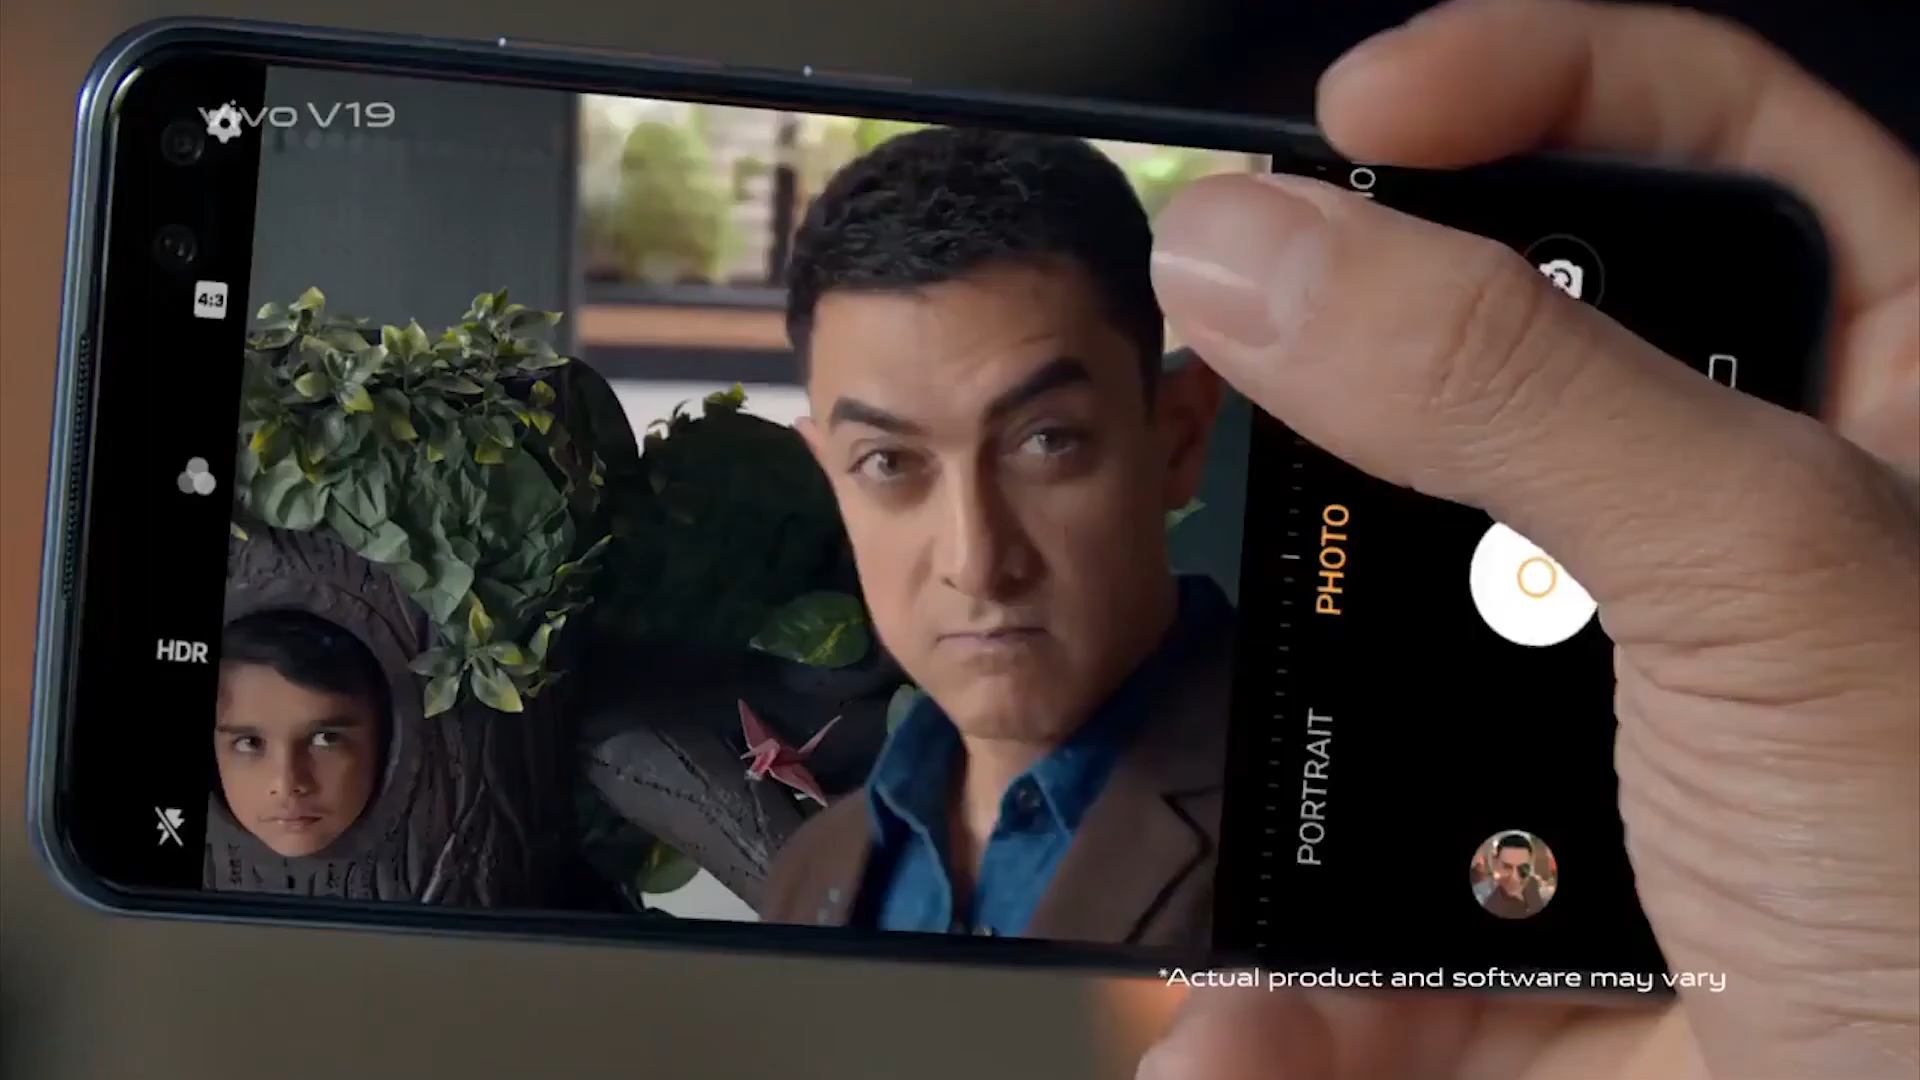 vivo V19
4:3
HDR
PHOTO
PORTRAIT
*Actual product and software may vary